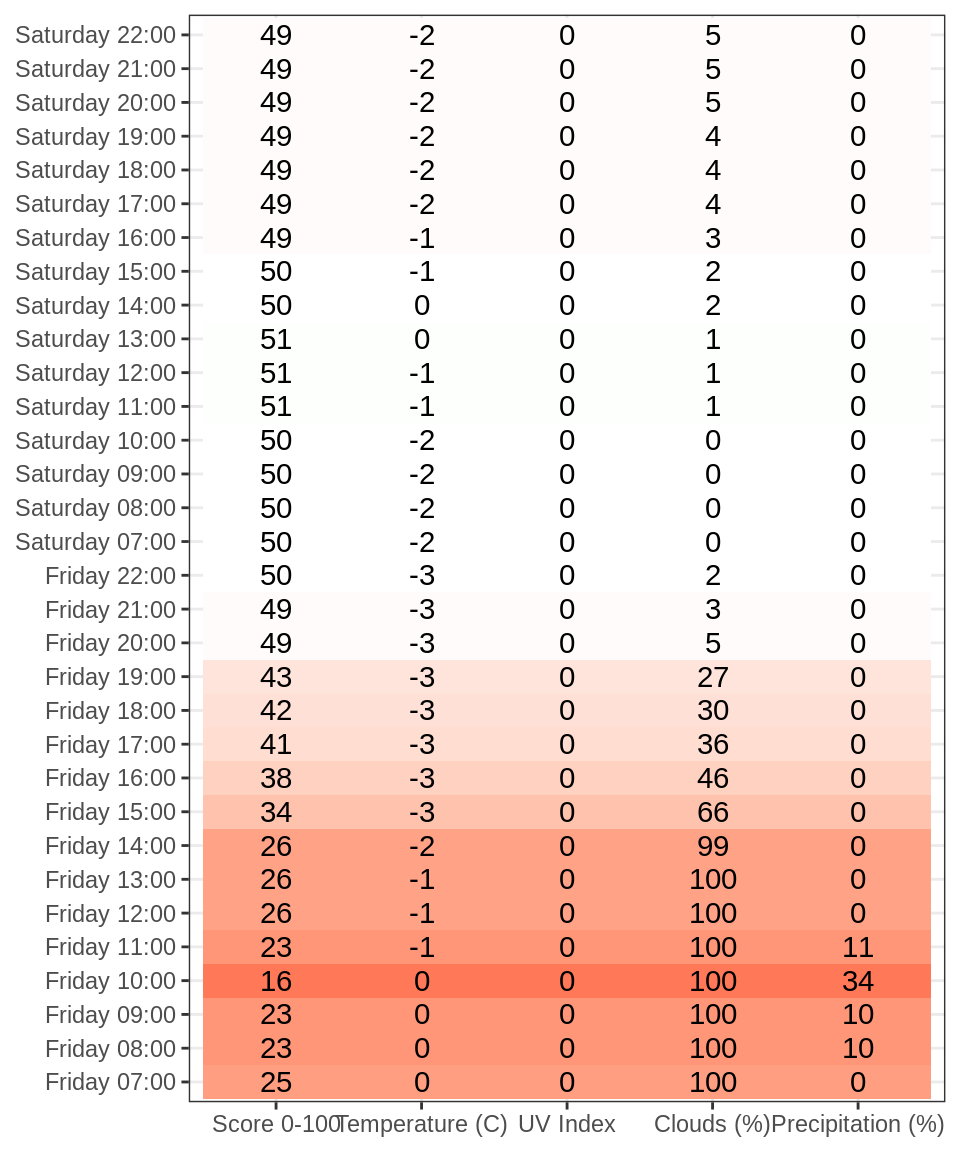 Saturday 22:00 49 -2 0 5 0
Saturday 21:00 49 -2 0 5 0
Saturday 20:00 49 -2 0 5 0
Saturday 19:00 49 -2 0 4 0
Saturday 18:00 49 -2 0 4 0
Saturday 17:00 49 -2 0 4 0
Saturday 16:00 49 -1 0 3 0
Saturday 15:00 50 -1 0 2 0
Saturday 14:00 50 0 0 2 0
Saturday 13:00 51 0 0 1 0
Saturday 12:00 51 -1 0 1 0
Saturday 11:00 51 -1 0 1 0
Saturday 10:00 50 -2 0 0 0
Saturday 09:00 50 -2 0 0 0
Saturday 08:00 50 -2 0 0 0
Saturday 07:00 50 -2 0 0 0
Friday 22:00 50 -3 0 2 0
Friday 21:00 49 -3 0 3 0
Friday 20:00 49 -3 0 5 0
Friday 19:00 43 -3 0 27 0
Friday 18:00 42 -3 0 30 0
Friday 17:00 41 -3 0 36 0
Friday 16:00 38 -3 0 46 0
Friday 15:00 34 -3 0 66 0
Friday 14:00 26 -2 0 99 0
Friday 13:00 26 -1 0 100 0
Friday 12:00 26 -1 0 100 0
Friday 11:00 23 -1 0 100 11
Friday 10:00 16 0 0 100 34
Friday 09:00 23 0 0 100 10
Friday 08:00 23 0 0 100 10
Friday 07:00 25 0 0 100 0
Score 0-100 Temperature (C) UV Index Clouds (%) Precipitation (%)